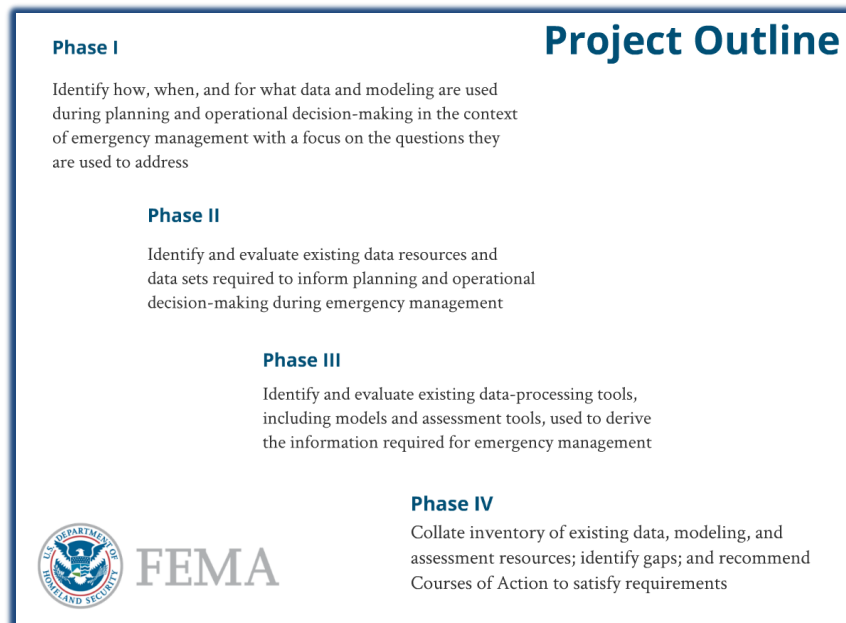 Project Outline
Phase I
Identify how, when, and for what data and modeling are used
during planning and operational decision-making in the context
of emergency management with a focus on the questions they
are used to address
Phase II
Identify and evaluate existing data resources and
data sets required to inform planning and operational
decision-making during emergency management
Phase III
Identify and evaluate existing data-processing tools,
including models and assessment tools, used to derive
the information required for emergency management
Phase IV
Collate inventory of existing data, modeling, and
assessment resources; identify gaps; and recommend
Courses of Action to satisfy requirements
U.S. DEPARTMENT OF
HOMELAND SECURITY
FEMA